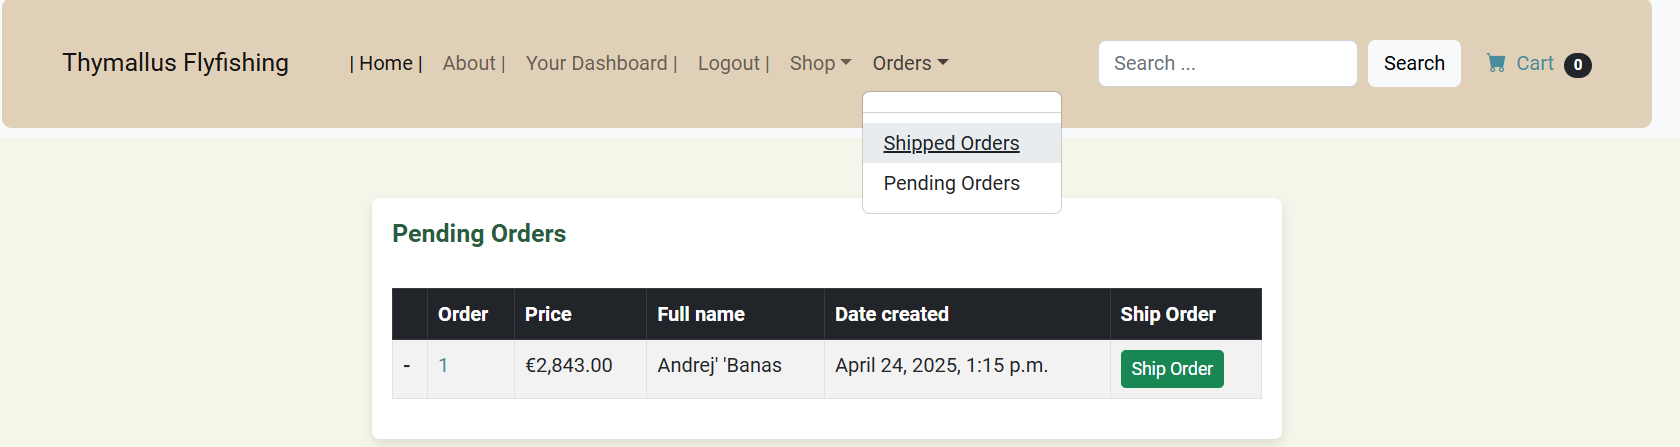 Thymallus Flyfishing | Home | About | Your Dashboard | Logout | Shop Orders Search ... Search Cart 0
Shipped Orders
Pending Orders
Pending Orders
Order Price Full name Date created Ship Order
- 1 €2,843.00 Andrej' 'Banas April 24, 2025, 1:15 p.m. Ship Order